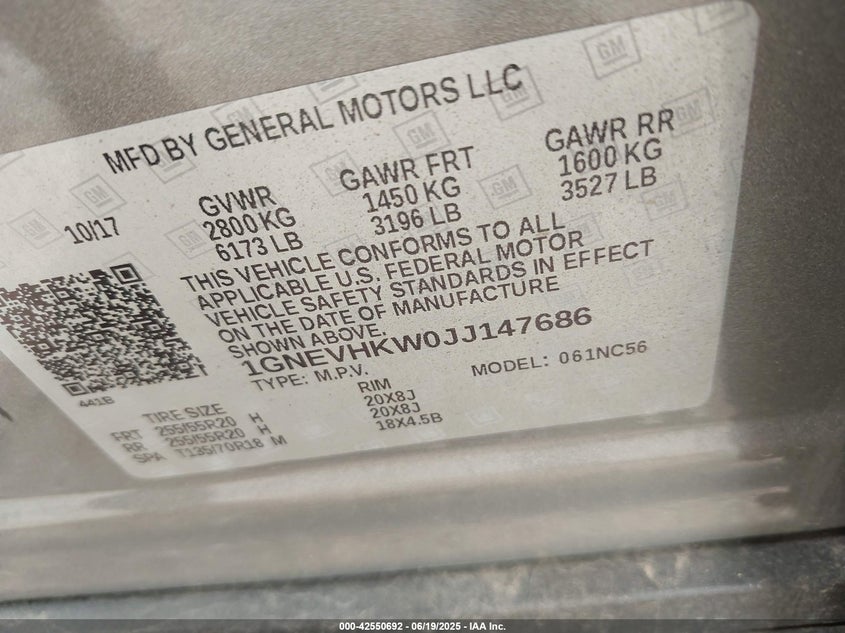 MFD BY GENERAL MOTORS LLC
10/17
GVWR
2800 KG
6173 LB
GAWR FRT
1450 KG
3196 LB
GAWR RR
1600 KG
3527 LB
THIS VEHICLE CONFORMS TO ALL
APPLICABLE U.S. FEDERAL MOTOR
VEHICLE SAFETY STANDARDS IN EFFECT
ON THE DATE OF MANUFACTURE
SHOWN ABOVE.
1GNEVHKW0JJ147686
TYPE: M.P.V.
MODEL: 061NC56
441B
TIRE SIZE RIM
FRT 255/55R20 H 20X8J
RR 255/55R20 H 20X8J
SPA T135/70R18 M 18X4.5B
000-42550692 - 06/19/2025 - IAA Inc.